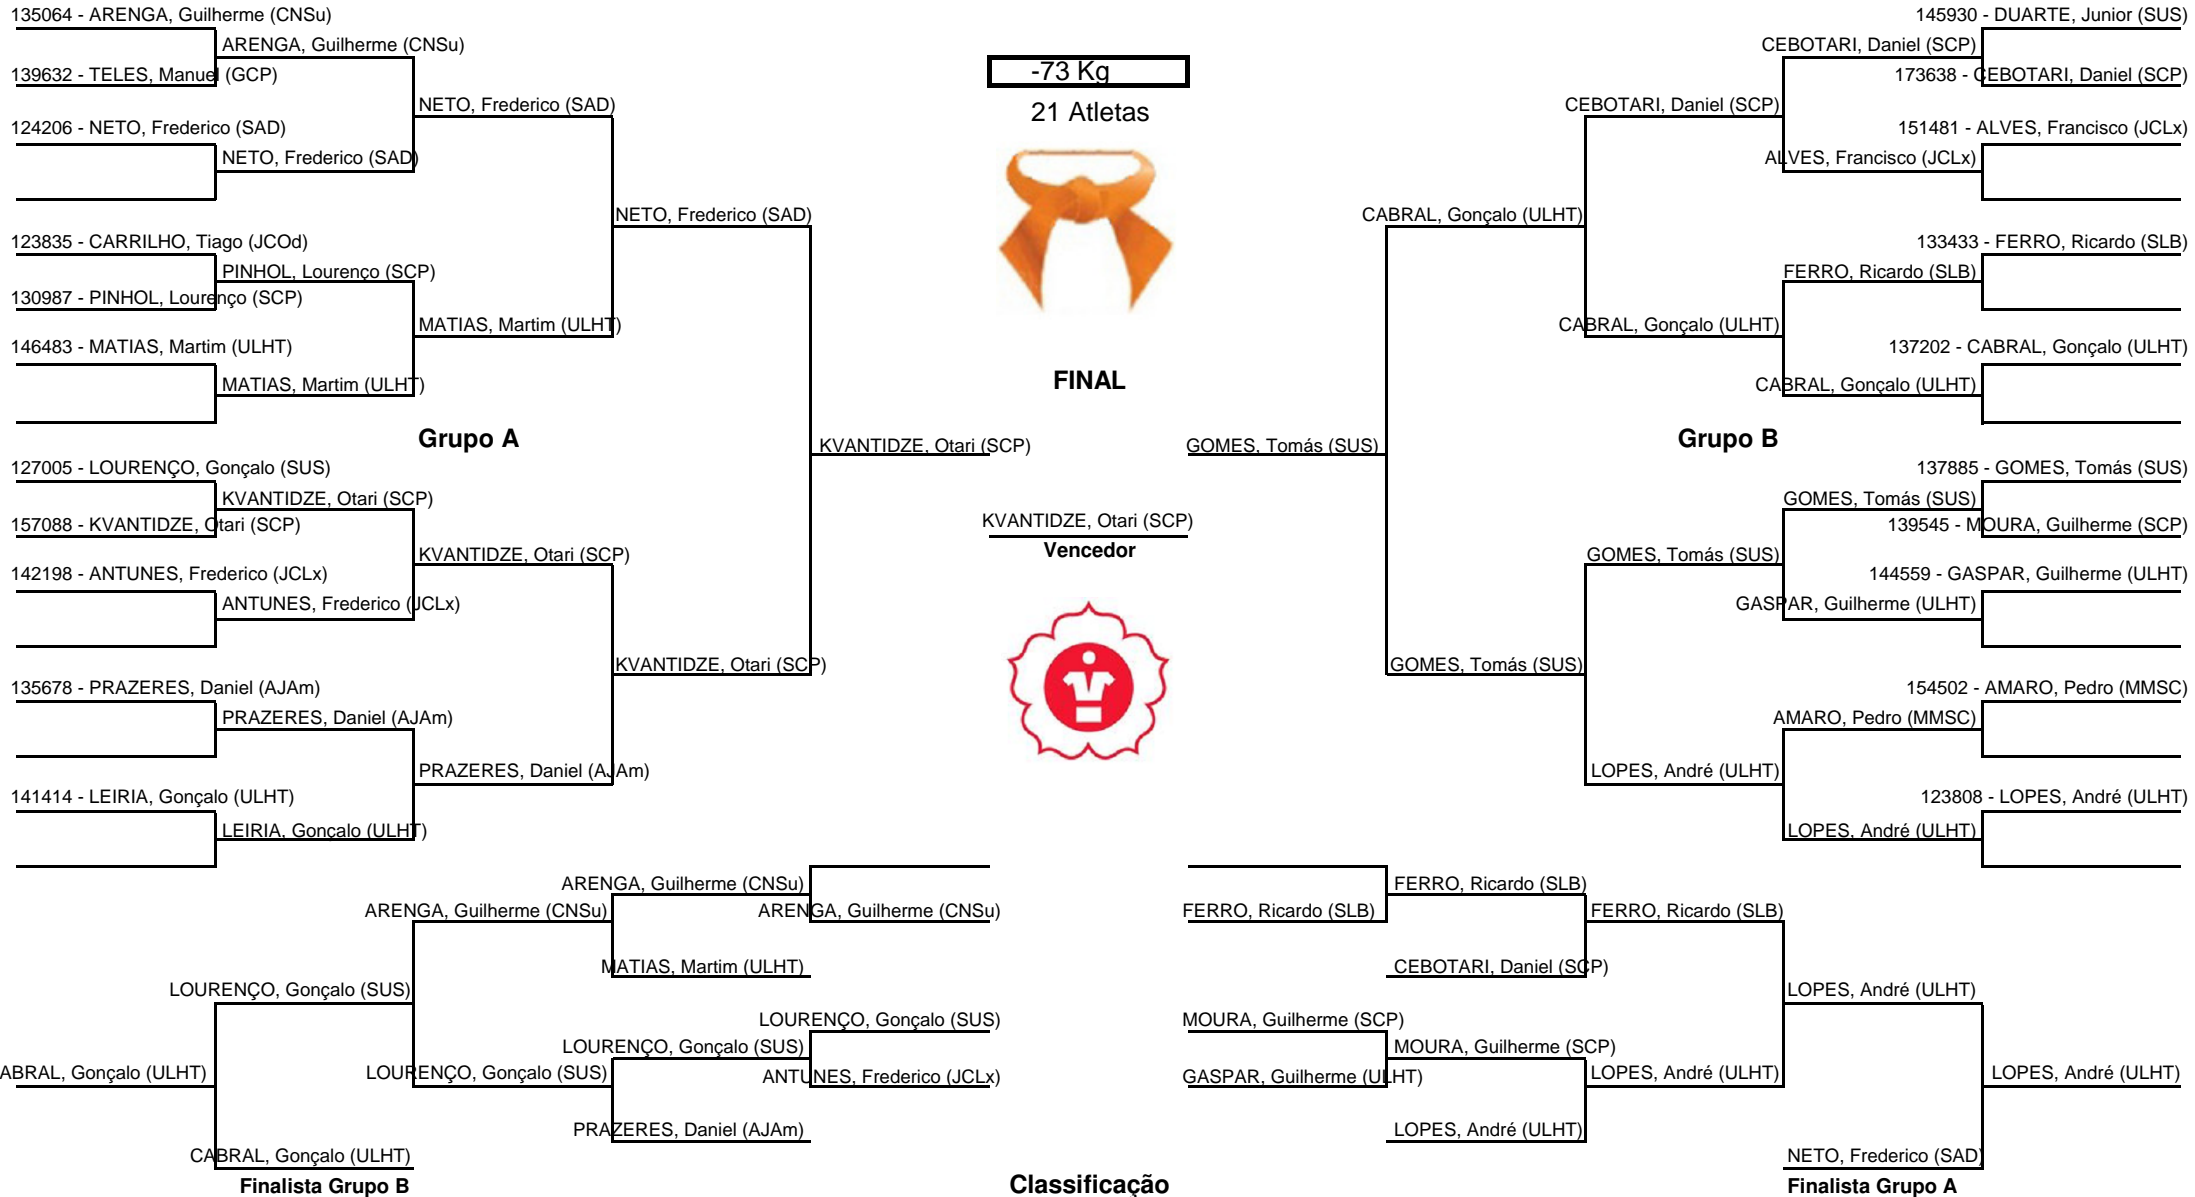 135064 - ARENGA, Guilherme (CNSu)
ARENGA, Guilherme (CNSu)
139632 - TELES, Manuel (GCP)
NETO, Frederico (SAD)
124206 - NETO, Frederico (SAD)
NETO, Frederico (SAD)
NETO, Frederico (SAD)
123835 - CARRILHO, Tiago (JCOd)
PINHOL, Lourenço (SCP)
130987 - PINHOL, Lourenço (SCP)
MATIAS, Martim (ULHT)
146483 - MATIAS, Martim (ULHT)
MATIAS, Martim (ULHT)
Grupo A
KVANTIDZE, Otari (SCP)
127005 - LOURENÇO, Gonçalo (SUS)
KVANTIDZE, Otari (SCP)
157088 - KVANTIDZE, Otari (SCP)
KVANTIDZE, Otari (SCP)
142198 - ANTUNES, Frederico (JCLx)
ANTUNES, Frederico (JCLx)
KVANTIDZE, Otari (SCP)
135678 - PRAZERES, Daniel (AJAm)
PRAZERES, Daniel (AJAm)
PRAZERES, Daniel (AJAm)
141414 - LEIRIA, Gonçalo (ULHT)
LEIRIA, Gonçalo (ULHT)
-73 Kg
21 Atletas
FINAL
KVANTIDZE, Otari (SCP)
Vencedor
145930 - DUARTE, Junior (SUS)
CEBOTARI, Daniel (SCP)
173638 - CEBOTARI, Daniel (SCP)
CEBOTARI, Daniel (SCP)
151481 - ALVES, Francisco (JCLx)
ALVES, Francisco (JCLx)
CABRAL, Gonçalo (ULHT)
133433 - FERRO, Ricardo (SLB)
FERRO, Ricardo (SLB)
CABRAL, Gonçalo (ULHT)
137202 - CABRAL, Gonçalo (ULHT)
CABRAL, Gonçalo (ULHT)
Grupo B
GOMES, Tomás (SUS)
137885 - GOMES, Tomás (SUS)
GOMES, Tomás (SUS)
139545 - MOURA, Guilherme (SCP)
GOMES, Tomás (SUS)
144559 - GASPAR, Guilherme (ULHT)
GASPAR, Guilherme (ULHT)
GOMES, Tomás (SUS)
154502 - AMARO, Pedro (MMSC)
AMARO, Pedro (MMSC)
LOPES, André (ULHT)
123808 - LOPES, André (ULHT)
LOPES, André (ULHT)
ARENGA, Guilherme (CNSu)
ARENGA, Guilherme (CNSu)
ARENGA, Guilherme (CNSu)
MATIAS, Martim (ULHT)
LOURENÇO, Gonçalo (SUS)
LOURENÇO, Gonçalo (SUS)
LOURENÇO, Gonçalo (SUS)
ABRAL, Gonçalo (ULHT)
LOURENÇO, Gonçalo (SUS)
ANTUNES, Frederico (JCLx)
PRAZERES, Daniel (AJAm)
CABRAL, Gonçalo (ULHT)
Finalista Grupo B
FERRO, Ricardo (SLB)
FERRO, Ricardo (SLB)
FERRO, Ricardo (SLB)
CEBOTARI, Daniel (SCP)
LOPES, André (ULHT)
MOURA, Guilherme (SCP)
MOURA, Guilherme (SCP)
GASPAR, Guilherme (ULHT)
LOPES, André (ULHT)
LOPES, André (ULHT)
LOPES, André (ULHT)
NETO, Frederico (SAD)
Classificação
Finalista Grupo A